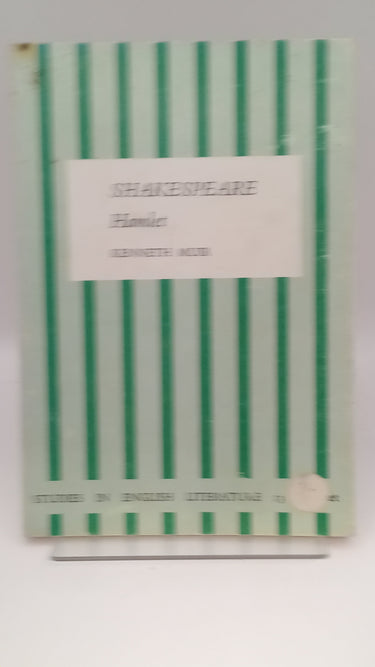 SHAKESPEARE
Hamlet
KENNETH MUIR
STUDIES IN ENGLISH LITERATURE